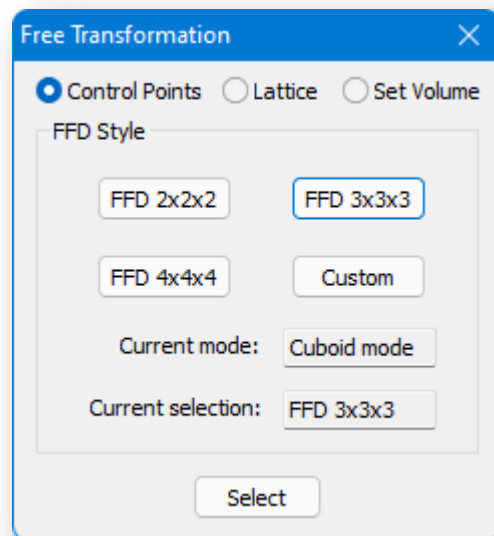 Free Transformation
Control Points Lattice Set Volume
FFD Style
FFD 2x2x2 FFD 3x3x3
FFD 4x4x4 Custom
Current mode: Cuboid mode
Current selection: FFD 3x3x3
Select